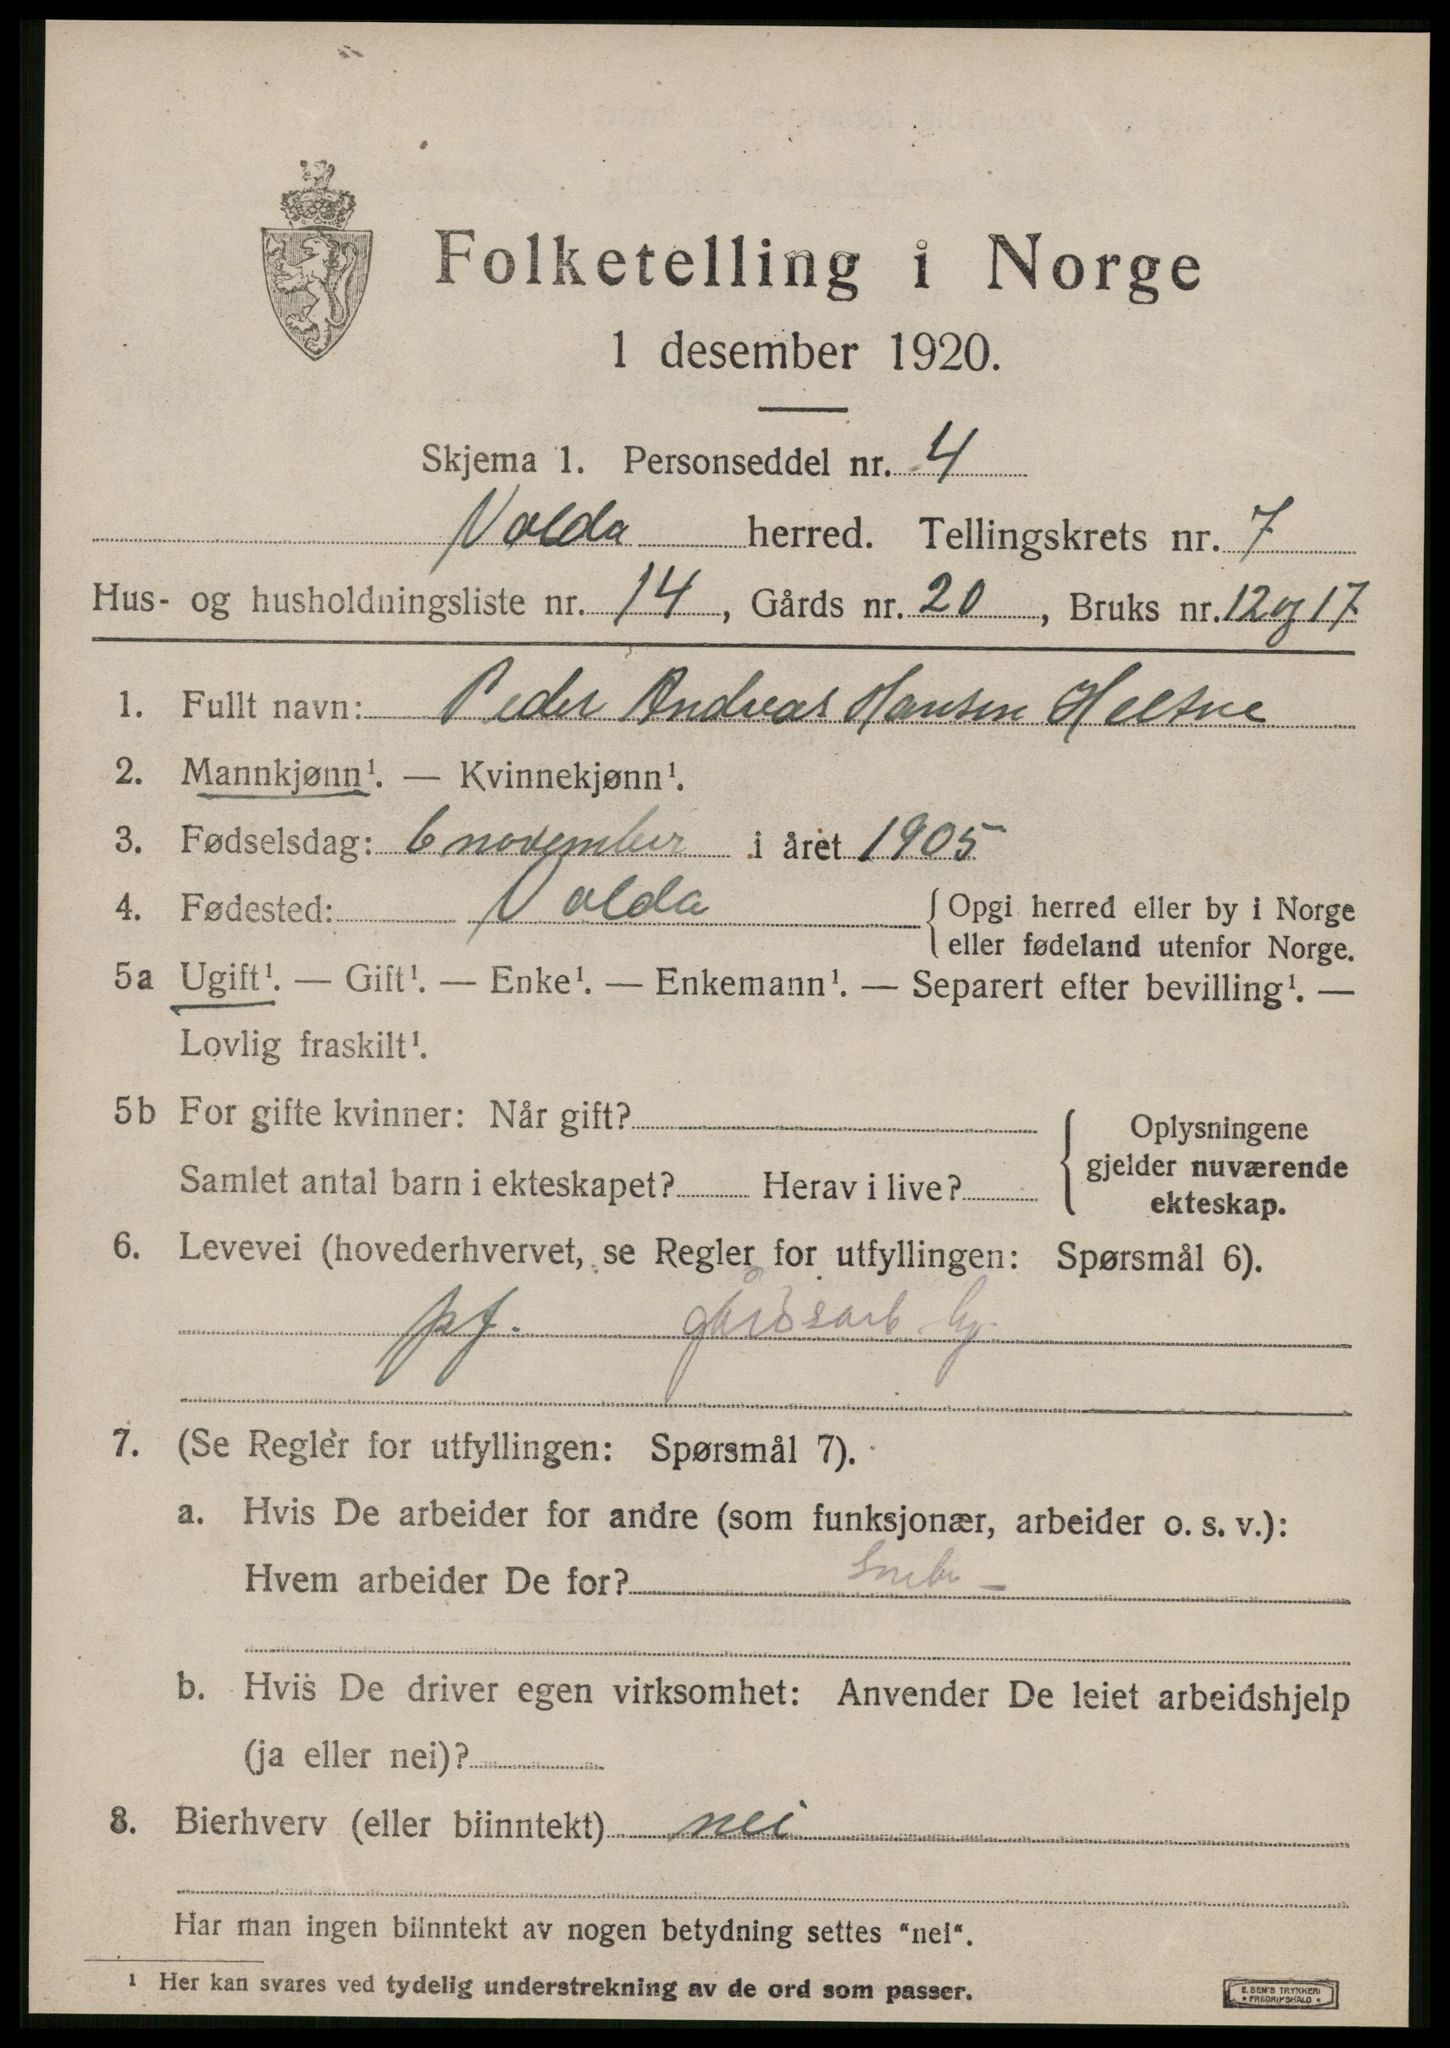 Folketelling i Norge
1 desember 1920.
Skjema 1. Personseddel nr. 4
Volda herred. Tellingskrets nr. 7
Hus- og husholdningsliste nr. 14, Gårds nr. 20, Bruks nr. 12 og 17
1. Fullt navn: Peder Andreas Hansen Heltne
2. Mannkjønn¹. — Kvinnekjønn¹.
3. Fødselsdag: 6 november i året 1905
4. Fødested: Volda { Opgi herred eller by i Norge
eller fødeland utenfor Norge.
5a Ugift¹. — Gift¹. — Enke¹. — Enkemann¹. — Separert efter bevilling¹. —
Lovlig fraskilt¹.
5b For gifte kvinner: Når gift?
Samlet antal barn i ekteskapet? Herav i live?
Oplysningene
gjelder nuværende
ekteskap.
6. Levevei (hovederhvervet, se Regler for utfyllingen: Spørsmål 6).
pf. gårdsarb
7. (Se Regler for utfyllingen: Spørsmål 7).
a. Hvis De arbeider for andre (som funksjonær, arbeider o. s. v.):
Hvem arbeider De for?
b. Hvis De driver egen virksomhet: Anvender De leiet arbeidshjelp
(ja eller nei)?
8. Bierhverv (eller biinntekt) nei
Har man ingen biinntekt av nogen betydning settes "nei".
¹ Her kan svares ved tydelig understrekning av de ord som passer.
E. SEM'S TRYKKERI
• FREDRIKSHALD •